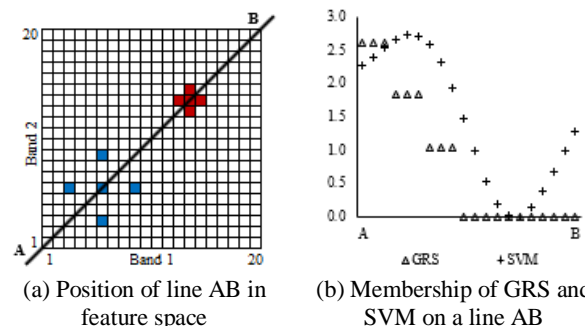 B
20
Band 2
1
A
1
Band 1
20
3.0
2.5
2.0
1.5
1.0
0.5
0.0
A
B
GRS
SVM
(a) Position of line AB in
feature space
(b) Membership of GRS and
SVM on a line AB